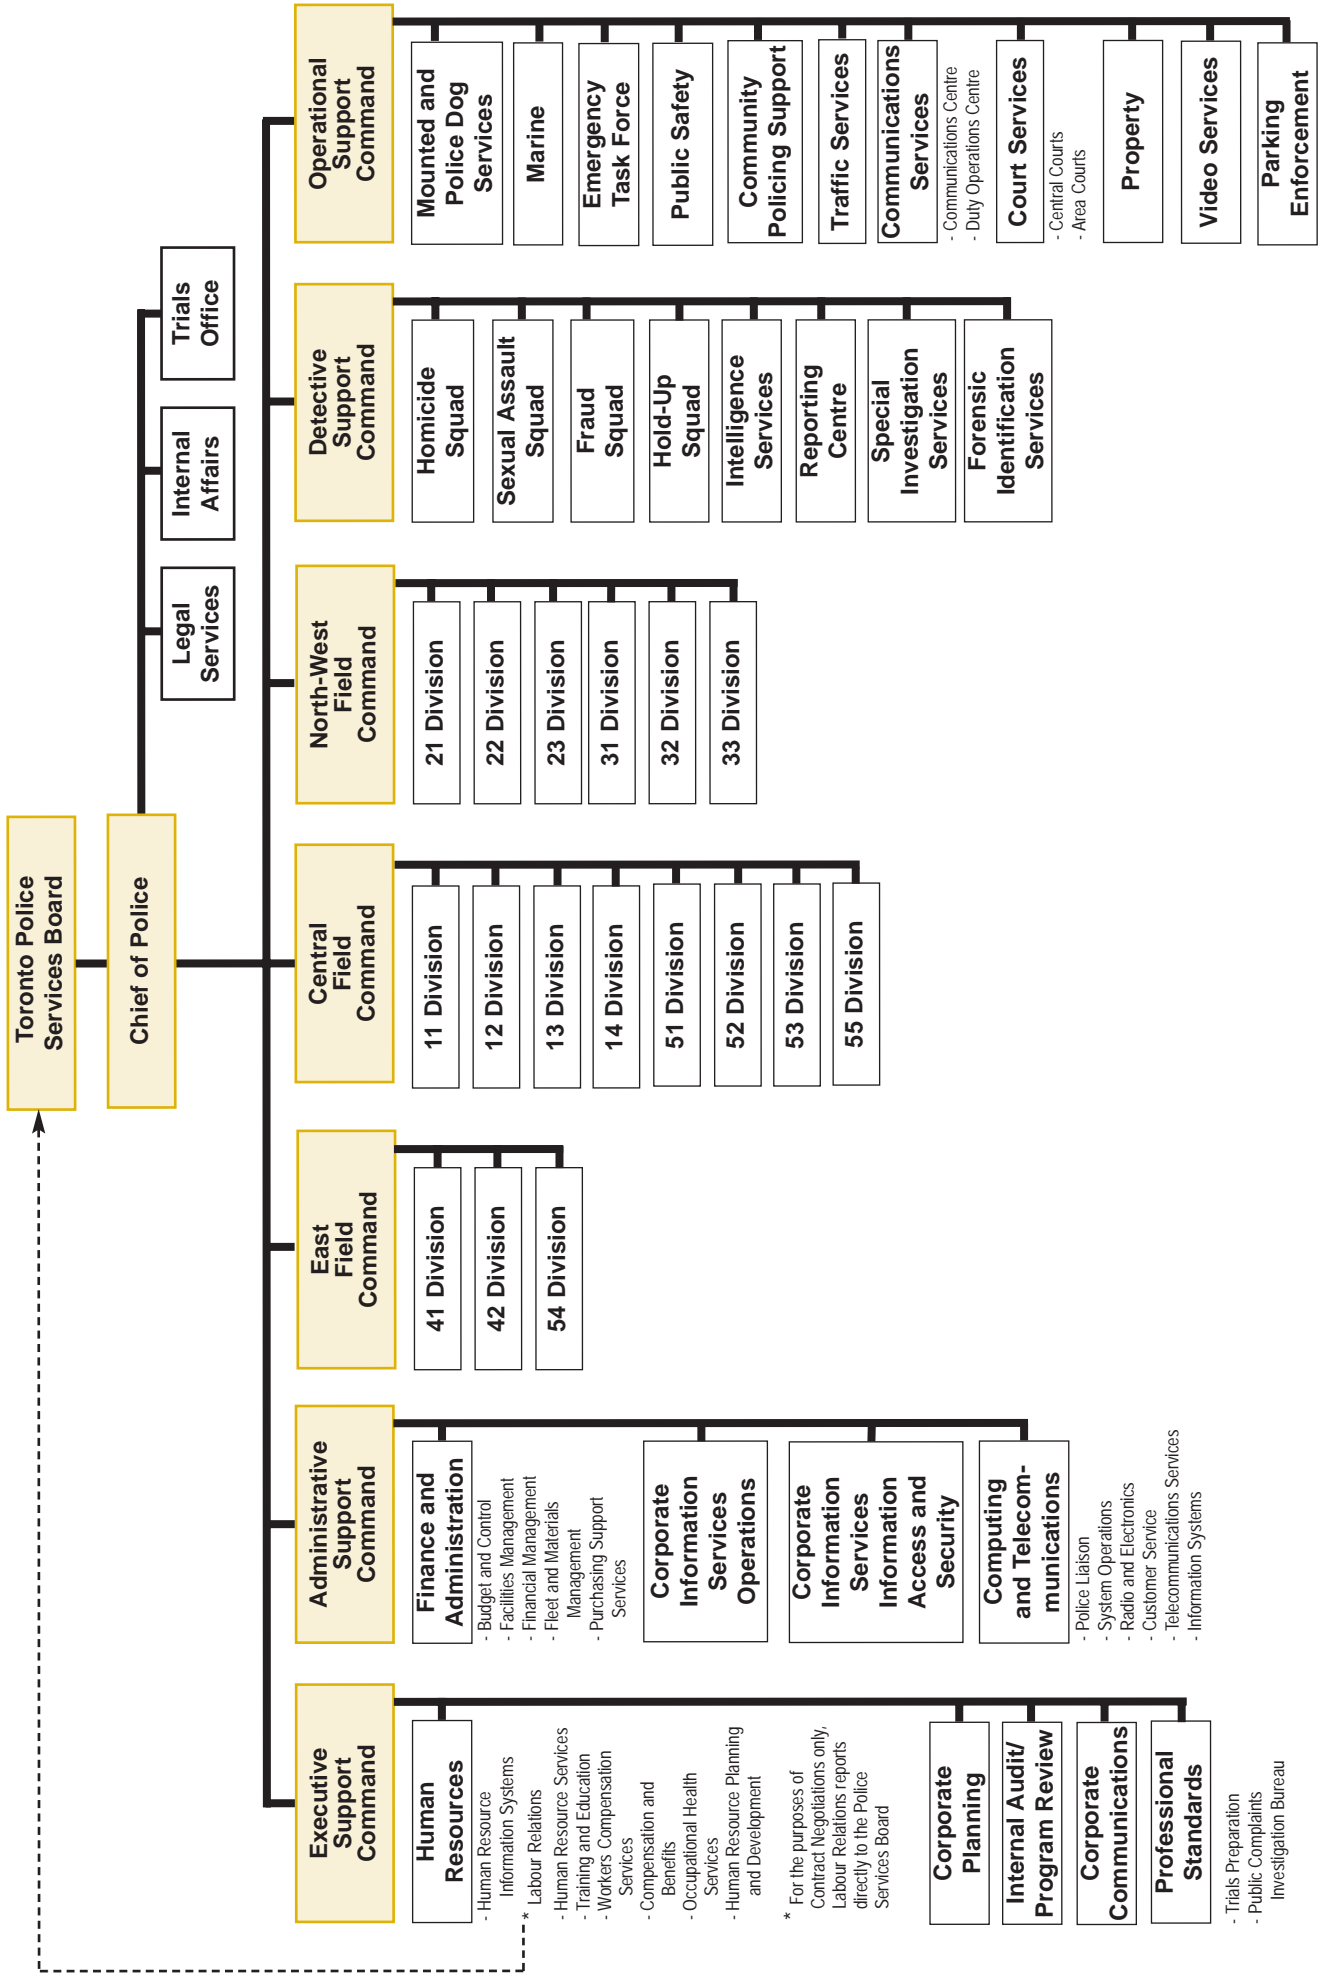 Toronto Police
Services Board
Chief of Police
Legal
Services
Internal
Affairs
Trials
Office
Executive
Support
Command
Human
Resources
- Human Resource
Information Systems
* Labour Relations
- Human Resource Services
- Training and Education
- Workers Compensation
Services
- Compensation and
Benefits
- Occupational Health
Services
- Human Resource Planning
and Development
* For the purposes of
Contract Negotiations only,
Labour Relations reports
directly to the Police
Services Board
Corporate
Planning
Internal Audit/
Program Review
Corporate
Communications
Professional
Standards
- Trials Preparation
- Public Complaints
Investigation Bureau
Administrative
Support
Command
Finance and
Administration
- Budget and Control
- Facilities Management
- Financial Management
- Fleet and Materials
Management
- Purchasing Support
Services
Corporate
Information
Services
Operations
Corporate
Information
Services
Information
Access and
Security
Computing
and Telecom-
munications
- Police Liaison
- System Operations
- Radio and Electronics
- Customer Service
- Telecommunications Services
- Information Systems
East
Field
Command
41 Division
42 Division
54 Division
Central
Field
Command
11 Division
12 Division
13 Division
14 Division
51 Division
52 Division
53 Division
55 Division
North-West
Field
Command
21 Division
22 Division
23 Division
31 Division
32 Division
33 Division
Detective
Support
Command
Homicide
Squad
Sexual Assault
Squad
Fraud
Squad
Hold-Up
Squad
Intelligence
Services
Reporting
Centre
Special
Investigation
Services
Forensic
Identification
Services
Operational
Support
Command
Mounted and
Police Dog
Services
Marine
Emergency
Task Force
Public Safety
Community
Policing Support
Traffic Services
Communications
Services
- Communications Centre
- Duty Operations Centre
Court Services
- Central Courts
- Area Courts
Property
Video Services
Parking
Enforcement